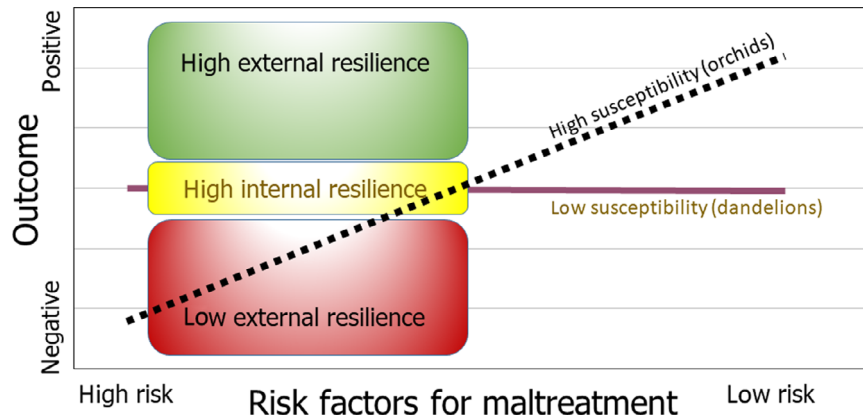 Positive
Outcome
Negative
High external resilience
High susceptibility (orchids)
High internal resilience
Low susceptibility (dandelions)
Low external resilience
High risk
Risk factors for maltreatment
Low risk